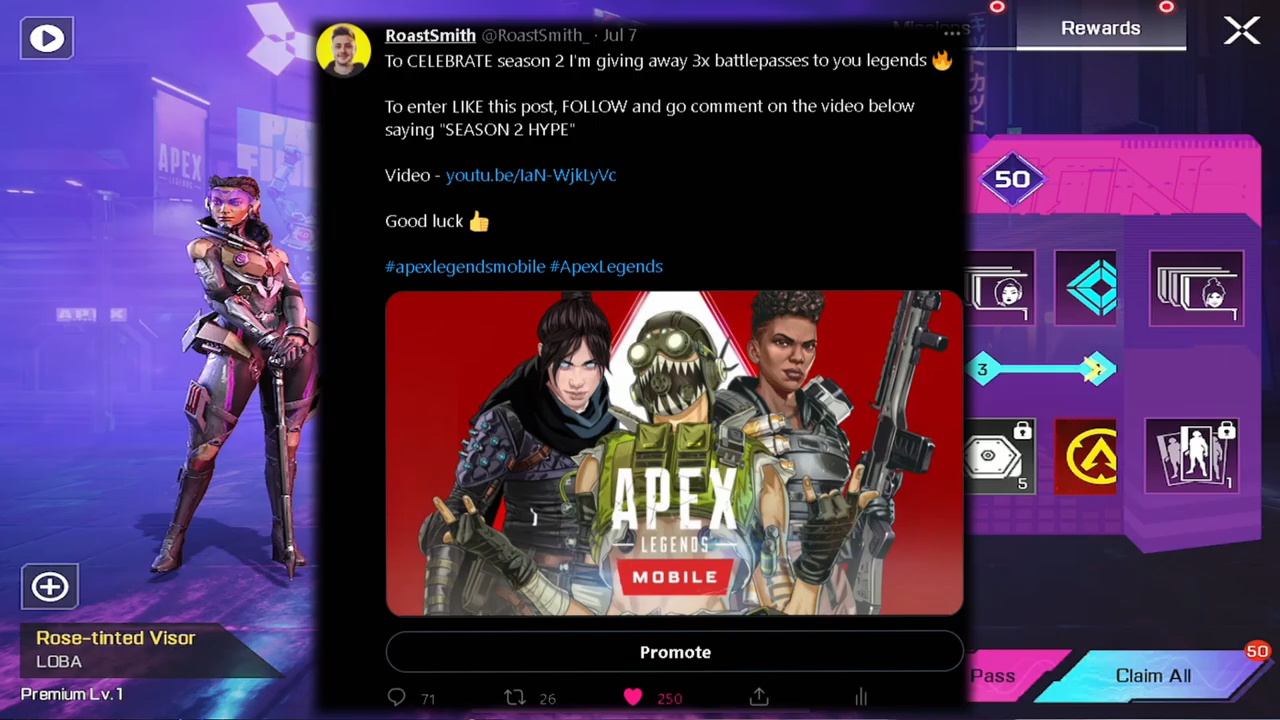 Rewards
RoastSmith @RoastSmith_ · Jul 7
To CELEBRATE season 2 I'm giving away 3x battlepasses to you legends 🔥
To enter LIKE this post, FOLLOW and go comment on the video below
saying "SEASON 2 HYPE"
Video - youtu.be/IaN-WjkLyVc
Good luck 👍
#apexlegendsmobile #ApexLegends
APEX
LEGENDS
MOBILE
Promote
71
26
250
APEX
LEGENDS
50
1
1
3
5
1
Rose-tinted Visor
LOBA
Premium Lv.1
Pass
Claim All
50